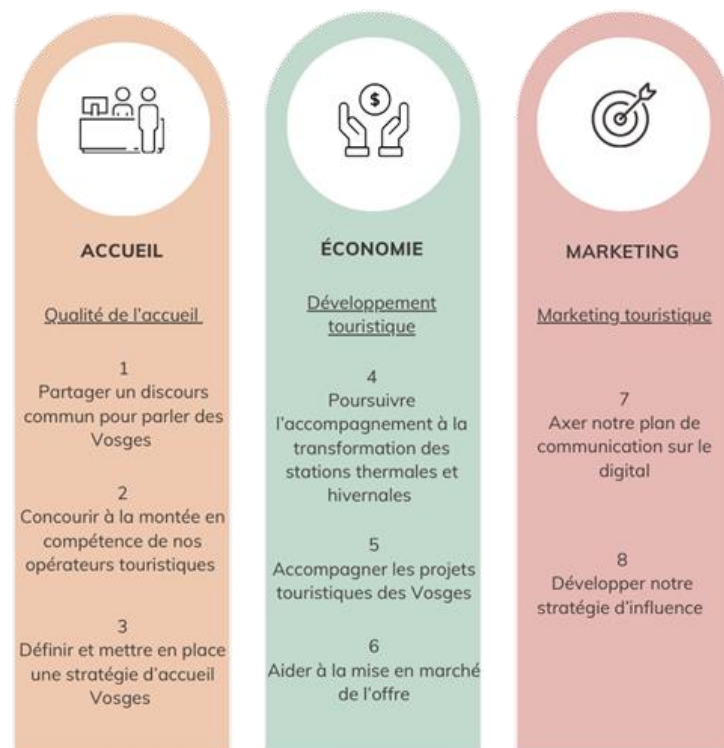 $
ACCUEIL
Qualité de l'accueil
1
Partager un discours
commun pour parler des
Vosges
2
Concourir à la montée en
compétence de nos
opérateurs touristiques
3
Définir et mettre en place
une stratégie d'accueil
Vosges
ÉCONOMIE
Développement
touristique
4
Poursuivre
l'accompagnement à la
transformation des
stations thermales et
hivernales
5
Accompagner les projets
touristiques des Vosges
6
Aider à la mise en marché
de l'offre
MARKETING
Marketing touristique
7
Axer notre plan de
communication sur le
digital
8
Développer notre
stratégie d'influence